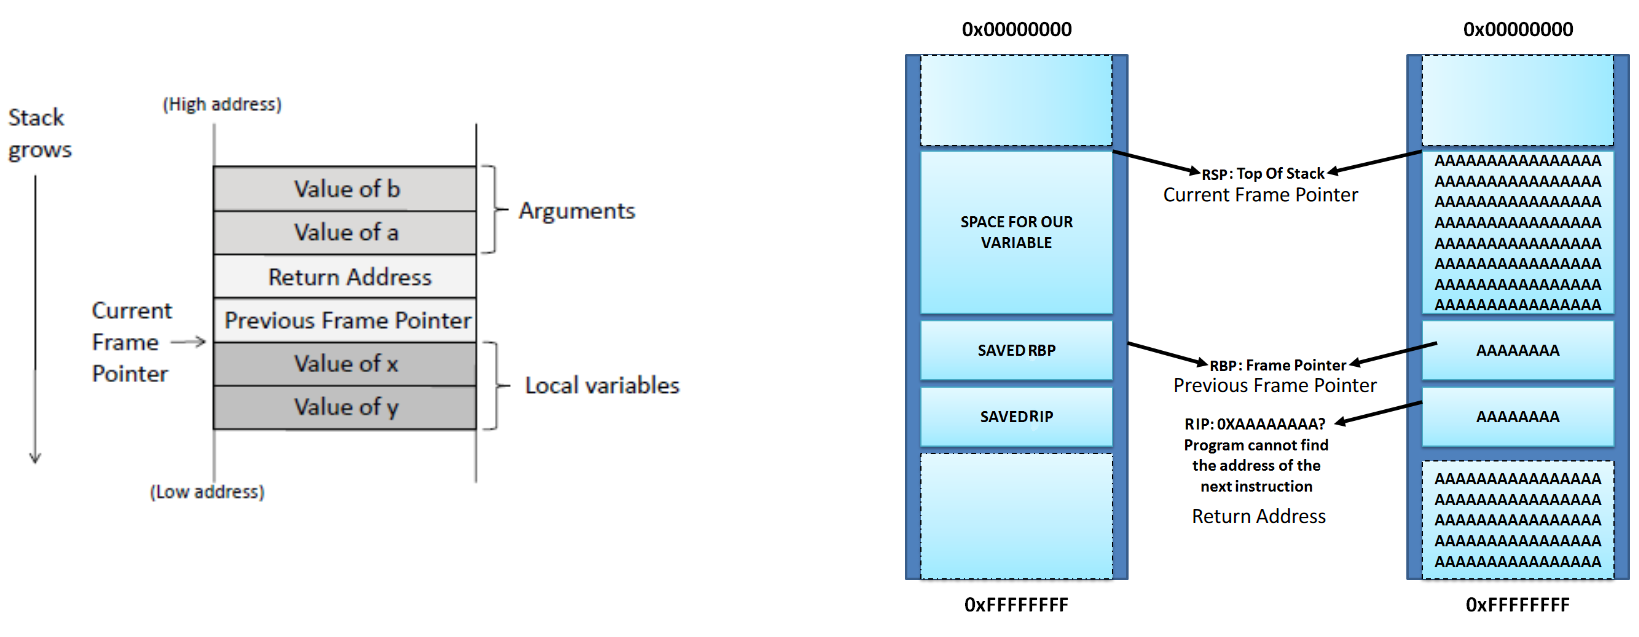 (High address)
Stack
grows
Value of b
Value of a
Arguments
Return Address
Previous Frame Pointer
Current
Frame
Pointer
Value of x
Value of y
Local variables
(Low address)
0x00000000
SPACE FOR OUR
VARIABLE
SAVED RBP
SAVED RIP
0xFFFFFFFF
RSP: Top Of Stack
Current Frame Pointer
RBP: Frame Pointer
Previous Frame Pointer
RIP: 0XAAAAAAAA?
Program cannot find
the address of the
next instruction
Return Address
0x00000000
AAAAAAAAAAAAAAAA
AAAAAAAAAAAAAAAA
AAAAAAAAAAAAAAAA
AAAAAAAAAAAAAAAA
AAAAAAAAAAAAAAAA
AAAAAAAAAAAAAAAA
AAAAAAAAAAAAAAAA
AAAAAAAAAAAAAAAA
AAAAAAAA
AAAAAAAA
AAAAAAAAAAAAAAAA
AAAAAAAAAAAAAAAA
AAAAAAAAAAAAAAAA
AAAAAAAAAAAAAAAA
AAAAAAAAAAAAAAAA
0xFFFFFFFF